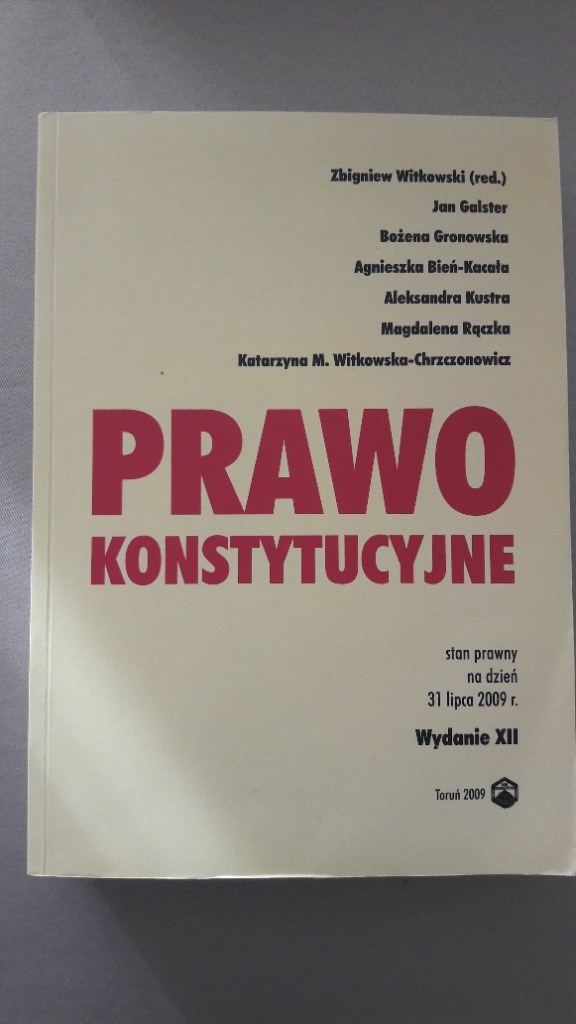 Zbigniew Witkowski (red.)
Jan Galster
Bożena Gronowska
Agnieszka Bień-Kacała
Aleksandra Kustra
Magdalena Rączka
Katarzyna M. Witkowska-Chrzczonowicz
PRAWO
KONSTYTUCYJNE
stan prawny
na dzień
31 lipca 2009 r.
Wydanie XII
Toruń 2009